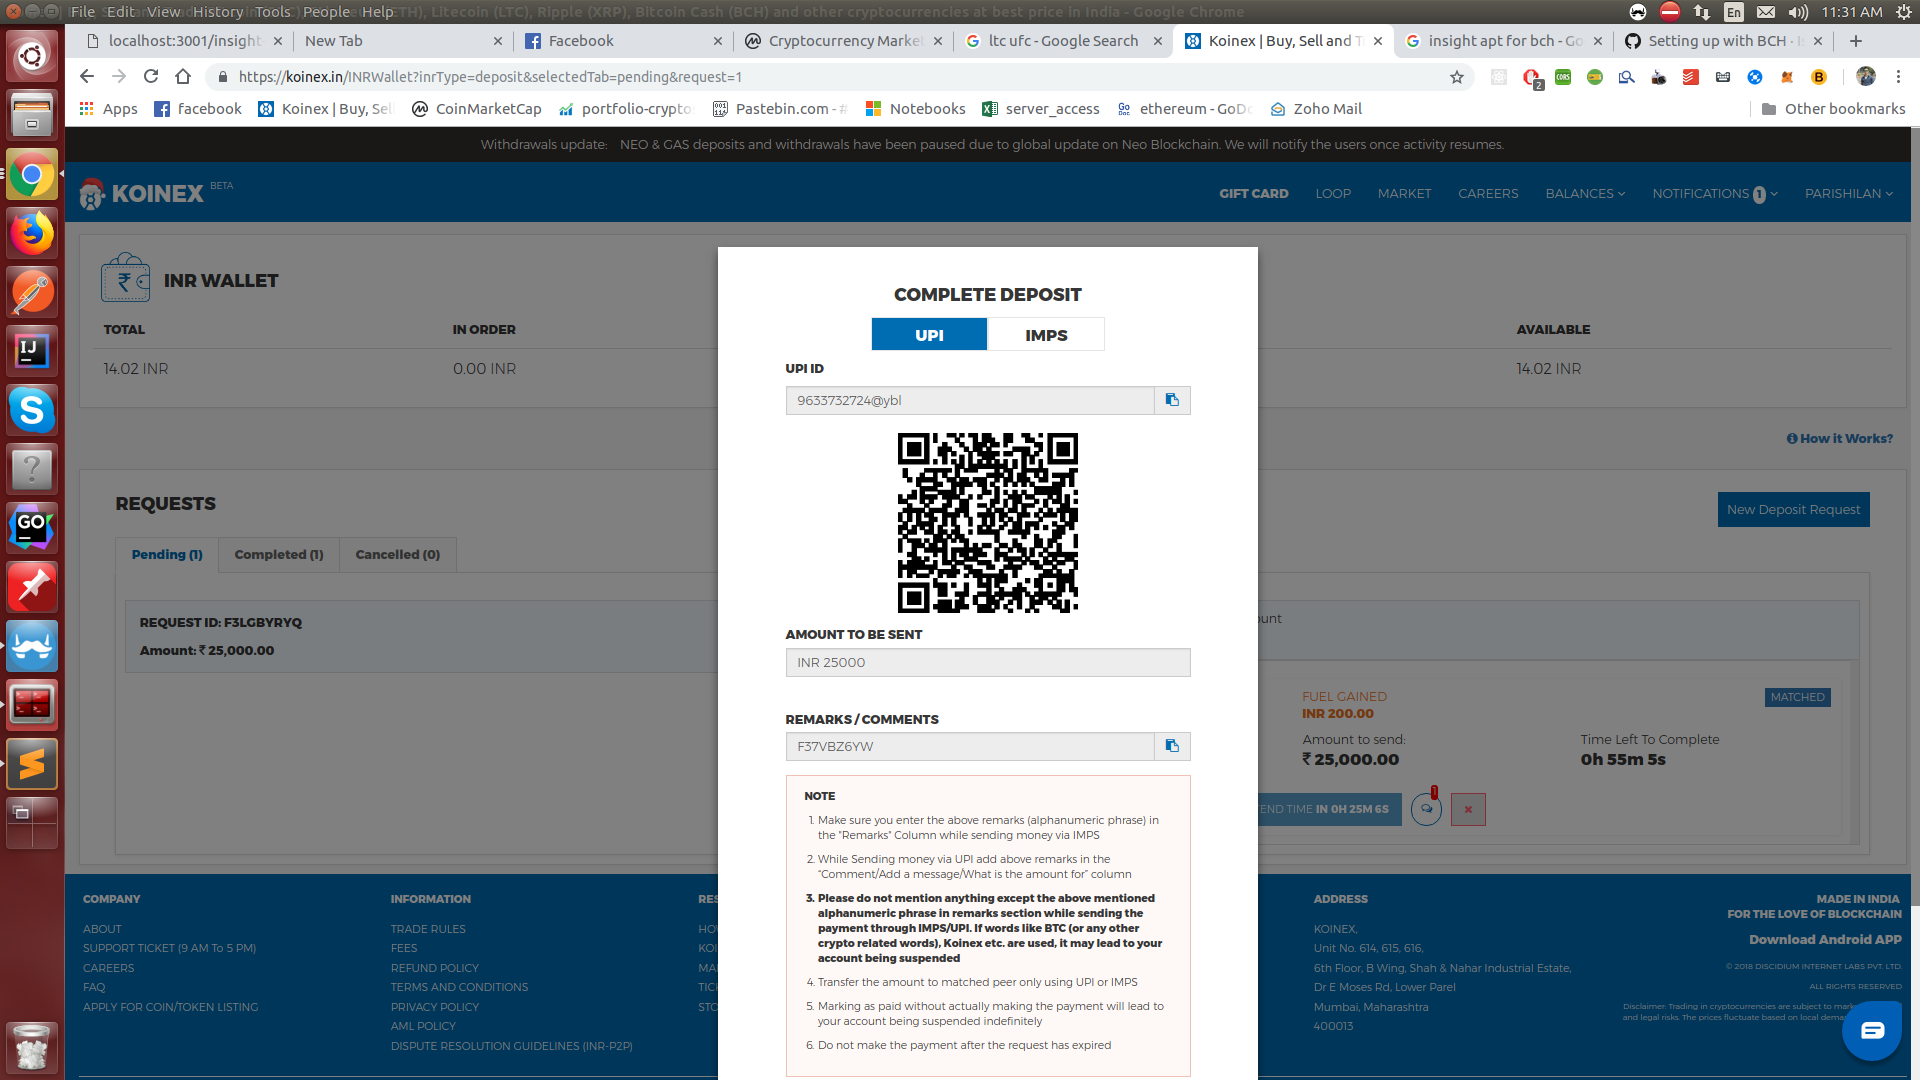 File Edit View History Tools People Help
ETH), Litecoin (LTC), Ripple (XRP), Bitcoin Cash (BCH) and other cryptocurrencies at best price in India - Google Chrome
En 11:31 AM
localhost:3001/insight
New Tab
Facebook
Cryptocurrency Marke
ltc ufc - Google Search
Koinex | Buy, Sell and T
insight apt for bch - Go
Setting up with BCH ·
https://koinex.in/INRWallet?inrType=deposit&selectedTab=pending&request=1
Apps
facebook
Koinex | Buy, Sel
CoinMarketCap
portfolio-crypto
Pastebin.com - #
Notebooks
server_access
ethereum - GoD
Zoho Mail
Other bookmarks
Withdrawals update: NEO & GAS deposits and withdrawals have been paused due to global update on Neo Blockchain. We will notify the users once activity resumes.
KOINEX BETA
GIFT CARD LOOP MARKET CAREERS BALANCES NOTIFICATIONS 1 PARISHILAN
INR WALLET
TOTAL IN ORDER AVAILABLE
14.02 INR 0.00 INR 14.02 INR
How it Works?
REQUESTS
New Deposit Request
Pending (1) Completed (1) Cancelled (0)
REQUEST ID: F3LGBYRYQ
Amount: ₹ 25,000.00
unt
FUEL GAINED
INR 200.00
MATCHED
Amount to send:
₹ 25,000.00
Time Left To Complete
0h 55m 5s
END TIME IN 0H 25M 6S
1
COMPLETE DEPOSIT
UPI IMPS
UPI ID
9633732724@ybl
AMOUNT TO BE SENT
INR 25000
REMARKS / COMMENTS
F37VBZ6YW
NOTE
1. Make sure you enter the above remarks (alphanumeric phrase) in
the "Remarks" Column while sending money via IMPS
2. While Sending money via UPI add above remarks in the
"Comment/Add a message/What is the amount for" column
3. Please do not mention anything except the above mentioned
alphanumeric phrase in remarks section while sending the
payment through IMPS/UPI. If words like BTC (or any other
crypto related words), Koinex etc. are used, it may lead to your
account being suspended
4. Transfer the amount to matched peer only using UPI or IMPS
5. Marking as paid without actually making the payment will lead to
your account being suspended indefinitely
6. Do not make the payment after the request has expired
COMPANY
ABOUT
SUPPORT TICKET (9 AM To 5 PM)
CAREERS
FAQ
APPLY FOR COIN/TOKEN LISTING
INFORMATION
TRADE RULES
FEES
REFUND POLICY
TERMS AND CONDITIONS
PRIVACY POLICY
AML POLICY
DISPUTE RESOLUTION GUIDELINES (INR-P2P)
RES
HO
KOI
MA
TIC
STO
ADDRESS
KOINEX,
Unit No. 614, 615, 616,
6th Floor, B Wing, Shah & Nahar Industrial Estate,
Dr E Moses Rd, Lower Parel
Mumbai, Maharashtra
400013
MADE IN INDIA
FOR THE LOVE OF BLOCKCHAIN
Download Android APP
© 2018 DISCIDIUM INTERNET LABS PVT. LTD.
ALL RIGHTS RESERVED
Disclaimer: Trading in cryptocurrencies are subject to mark
and legal risks. The prices fluctuate based on local dema